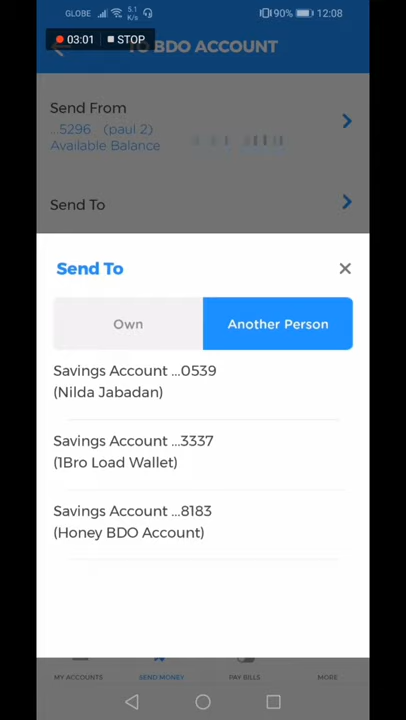 GLOBE 5.1 K/s 90% 12:08
03:01 STOP
TO BDO ACCOUNT
Send From
...5296 (paul 2)
Available Balance
Send To
Send To
Own Another Person
Savings Account ...0539
(Nilda Jabadan)
Savings Account ...3337
(1Bro Load Wallet)
Savings Account ...8183
(Honey BDO Account)
MY ACCOUNTS SEND MONEY PAY BILLS MORE